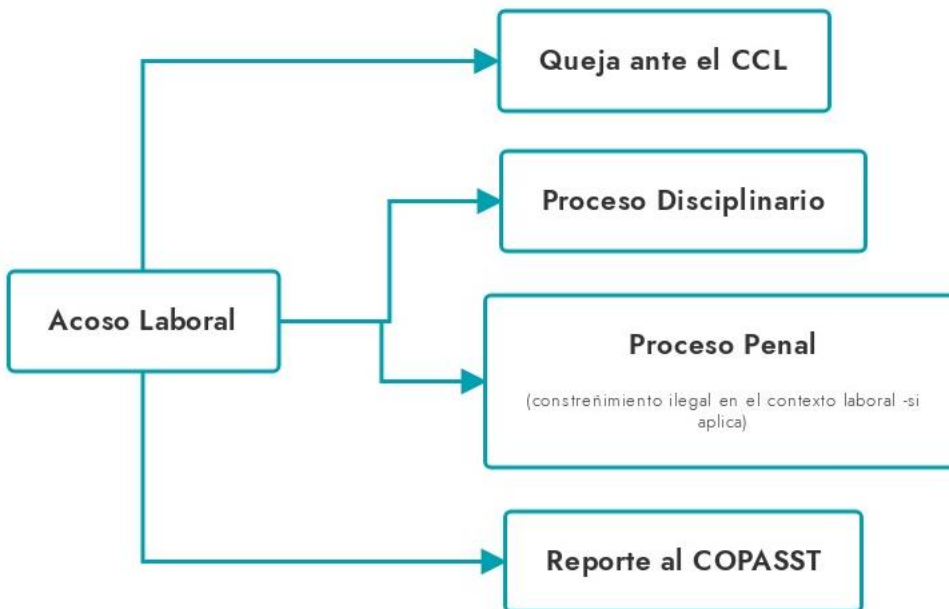 Queja ante el CCL
Proceso Disciplinario
Acoso Laboral
Proceso Penal
(constreñimiento ilegal en el contexto laboral -si
aplica)
Reporte al COPASST